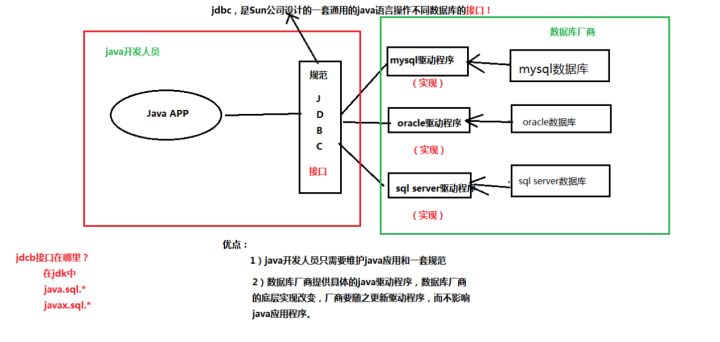 jdbc，是Sun公司设计的一套通用的java语言操作不同数据库的接口！
java开发人员
数据库厂商
规范
J
D
B
C
接口
Java APP
mysql驱动程序
（实现）
mysql数据库
oracle驱动程序
（实现）
oracle数据库
sql server驱动程序
（实现）
sql server数据库
优点：
1）java开发人员只需要维护java应用和一套规范
2）数据库厂商提供具体的java驱动程序，数据库厂商
的底层实现改变，厂商要随之更新驱动程序，而不影响
java应用程序。
jdcb接口在哪里？
在jdk中
java.sql.*
javax.sql.*